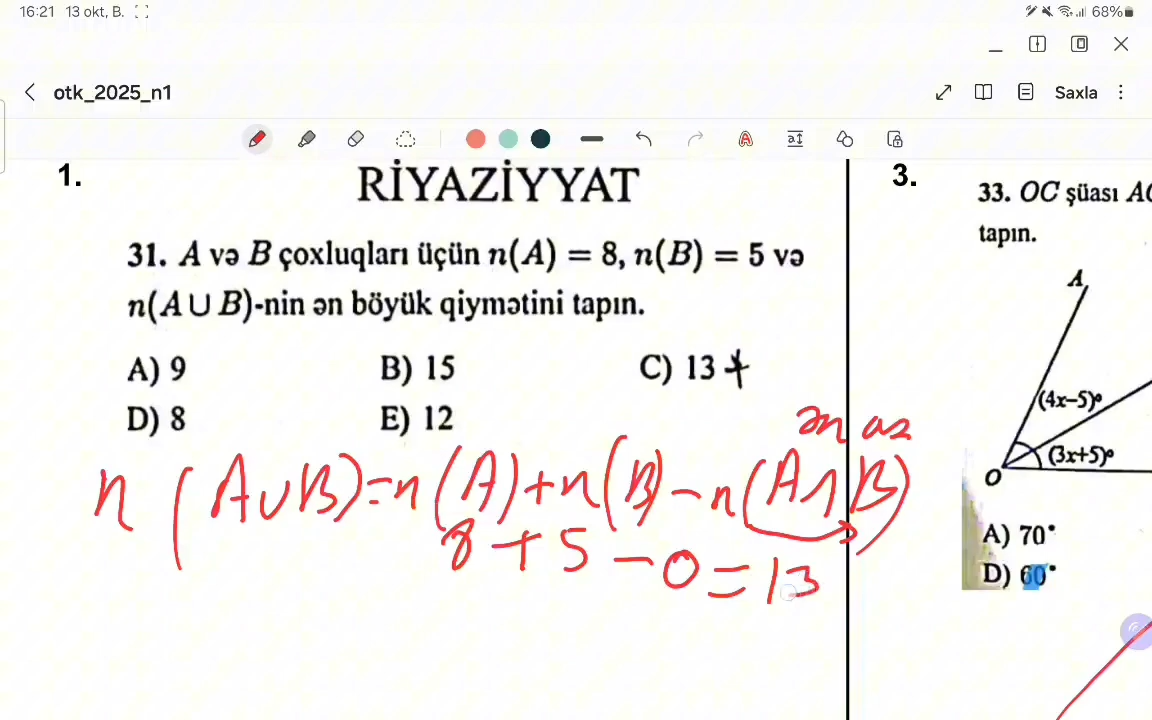 16:21 13 okt, B. 68%
otk_2025_n1 Saxla
1.
RİYAZİYYAT
31. A və B çoxluqları üçün n(A) = 8, n(B) = 5 və
n(A ∪ B)-nin ən böyük qiymətini tapın.
A) 9 B) 15 C) 13
D) 8 E) 12
ən az
n (A∪B)=n(A)+n(B)-n(A∩B)
8 + 5 - 0 = 13
3.
33. OC şüası AO
tapın.
A
(4x–5)°
(3x+5)°
O
A) 70°
D) 60°